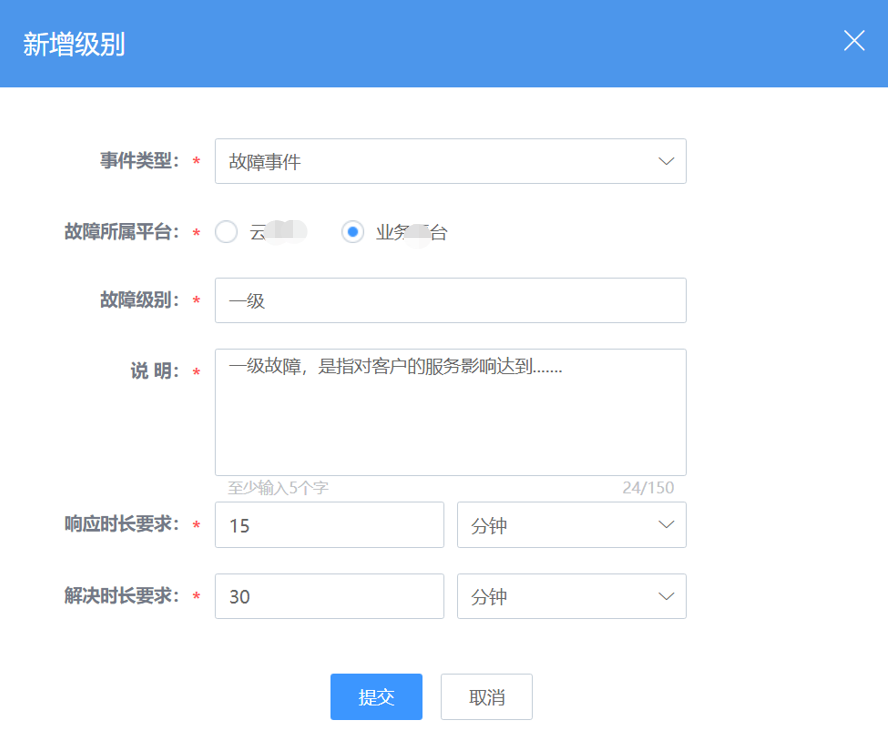 新增级别
事件类型： * 故障事件
故障所属平台： * 云 业务 台
故障级别： * 一级
说 明： * 一级故障，是指对客户的服务影响达到.......
至少输入5个字 24/150
响应时长要求： * 15 分钟
解决时长要求： * 30 分钟
提交 取消